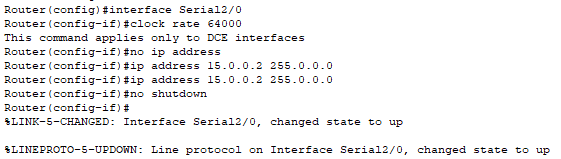 Router(config)#interface Serial2/0
Router(config-if)#clock rate 64000
This command applies only to DCE interfaces
Router(config-if)#no ip address
Router(config-if)#ip address 15.0.0.2 255.0.0.0
Router(config-if)#ip address 15.0.0.2 255.0.0.0
Router(config-if)#no shutdown
Router(config-if)#
%LINK-5-CHANGED: Interface Serial2/0, changed state to up
%LINEPROTO-5-UPDOWN: Line protocol on Interface Serial2/0, changed state to up